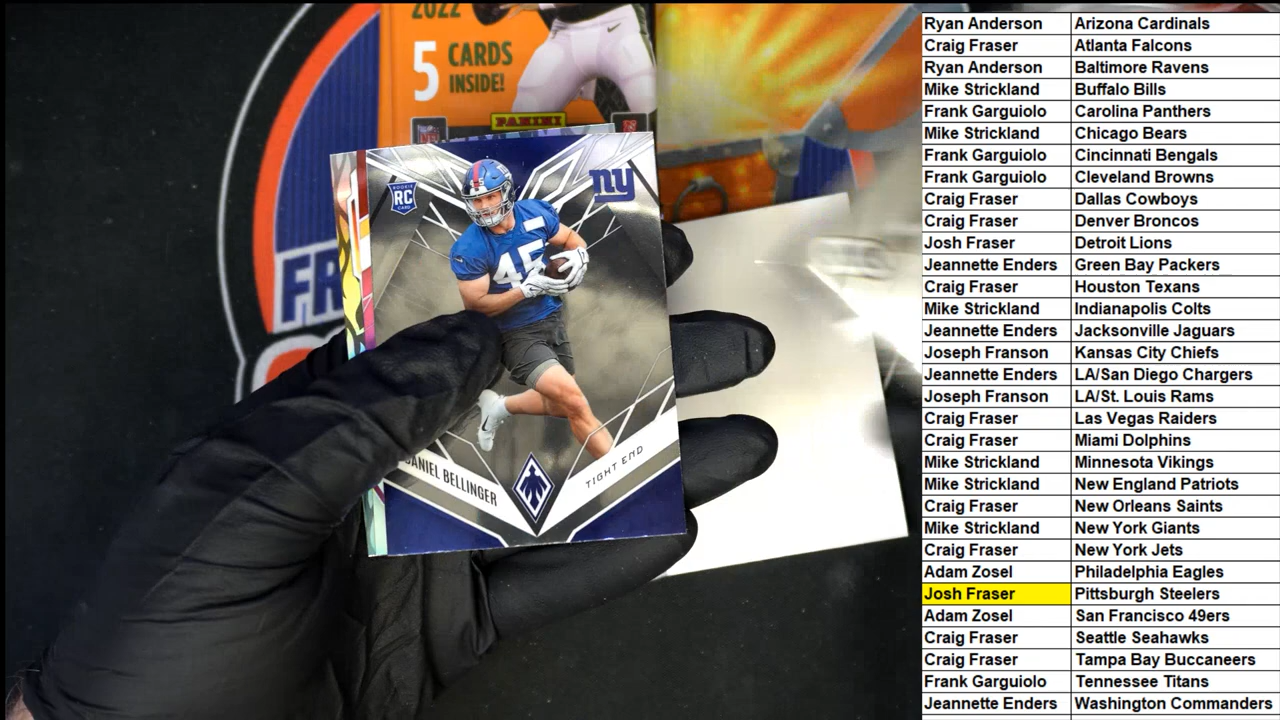 2022
5 CARDS
INSIDE!
PANINI
ROOKIE
RC
CARD
ny
45
DANIEL BELLINGER
TIGHT END
FR
Ryan Anderson Arizona Cardinals
Craig Fraser Atlanta Falcons
Ryan Anderson Baltimore Ravens
Mike Strickland Buffalo Bills
Frank Garguiolo Carolina Panthers
Mike Strickland Chicago Bears
Frank Garguiolo Cincinnati Bengals
Frank Garguiolo Cleveland Browns
Craig Fraser Dallas Cowboys
Craig Fraser Denver Broncos
Josh Fraser Detroit Lions
Jeannette Enders Green Bay Packers
Craig Fraser Houston Texans
Mike Strickland Indianapolis Colts
Jeannette Enders Jacksonville Jaguars
Joseph Franson Kansas City Chiefs
Jeannette Enders LA/San Diego Chargers
Joseph Franson LA/St. Louis Rams
Craig Fraser Las Vegas Raiders
Craig Fraser Miami Dolphins
Mike Strickland Minnesota Vikings
Mike Strickland New England Patriots
Craig Fraser New Orleans Saints
Mike Strickland New York Giants
Craig Fraser New York Jets
Adam Zosel Philadelphia Eagles
Josh Fraser Pittsburgh Steelers
Adam Zosel San Francisco 49ers
Craig Fraser Seattle Seahawks
Craig Fraser Tampa Bay Buccaneers
Frank Garguiolo Tennessee Titans
Jeannette Enders Washington Commanders